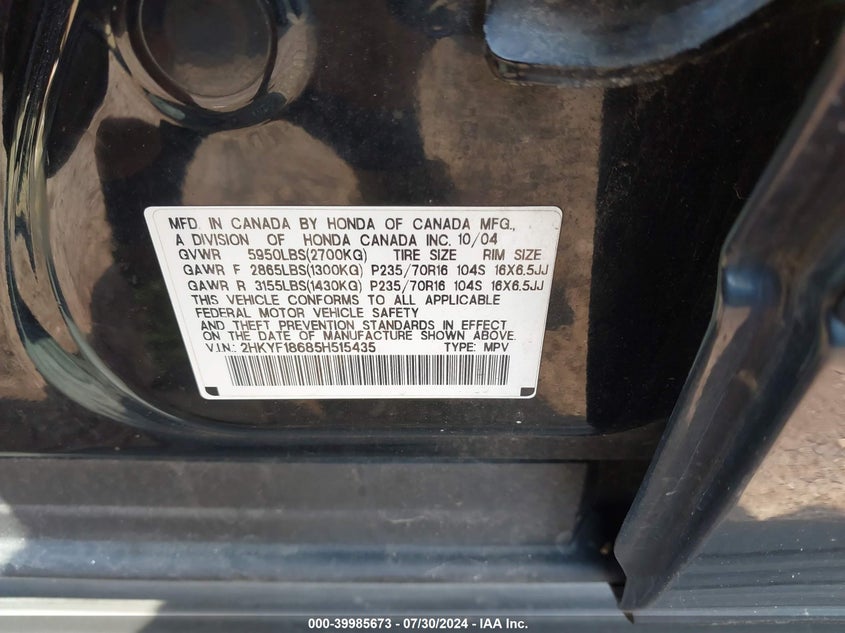 MFD. IN CANADA BY HONDA OF CANADA MFG.,
A DIVISION OF HONDA CANADA INC. 10/04
GVWR 5950LBS(2700KG) TIRE SIZE RIM SIZE
GAWR F 2865LBS(1300KG) P235/70R16 104S 16X6.5JJ
GAWR R 3155LBS(1430KG) P235/70R16 104S 16X6.5JJ
THIS VEHICLE CONFORMS TO ALL APPLICABLE
FEDERAL MOTOR VEHICLE SAFETY
AND THEFT PREVENTION STANDARDS IN EFFECT
ON THE DATE OF MANUFACTURE SHOWN ABOVE.
V.I.N.: 2HKYF18685H515435 TYPE: MPV
000-39985673 - 07/30/2024 - IAA Inc.